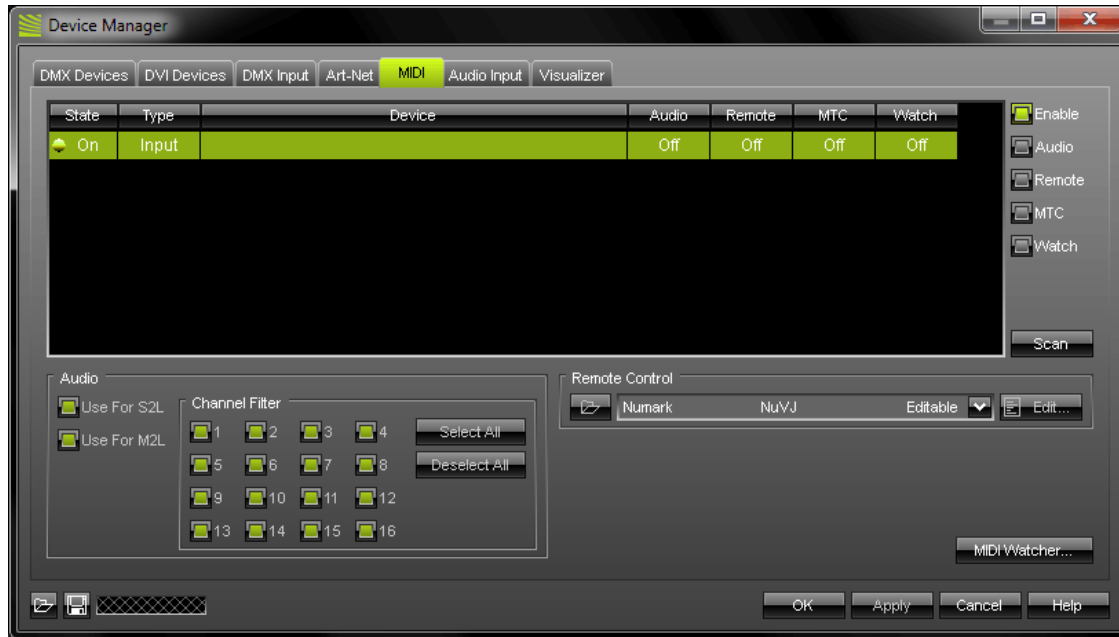 Device Manager
DMX Devices DVI Devices DMX Input Art-Net MIDI Audio Input Visualizer
State Type Device Audio Remote MTC Watch Enable
On Input Off Off Off Off Audio
Remote
MTC
Watch
Scan
Audio Remote Control
Use For S2L Channel Filter Numark NuVJ Editable Edit...
Use For M2L 1 2 3 4 Select All
5 6 7 8 Deselect All
9 10 11 12
13 14 15 16
MIDI Watcher...
OK Apply Cancel Help